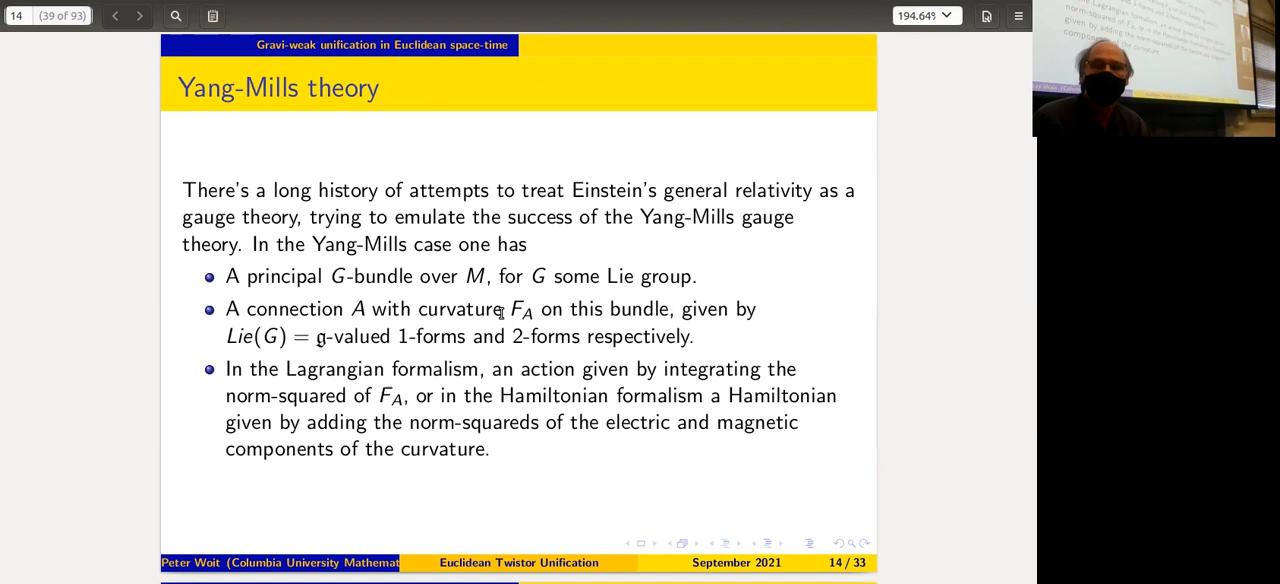 14 (39 of 93)
194.64%
Gravi-weak unification in Euclidean space-time
Yang-Mills theory
There's a long history of attempts to treat Einstein's general relativity as a
gauge theory, trying to emulate the success of the Yang-Mills gauge
theory. In the Yang-Mills case one has
A principal G-bundle over M, for G some Lie group.
A connection A with curvature F_A on this bundle, given by
Lie(G) = 𝔤-valued 1-forms and 2-forms respectively.
In the Lagrangian formalism, an action given by integrating the
norm-squared of F_A, or in the Hamiltonian formalism a Hamiltonian
given by adding the norm-squareds of the electric and magnetic
components of the curvature.
Peter Woit (Columbia University Mathemat
Euclidean Twistor Unification
September 2021
14 / 33